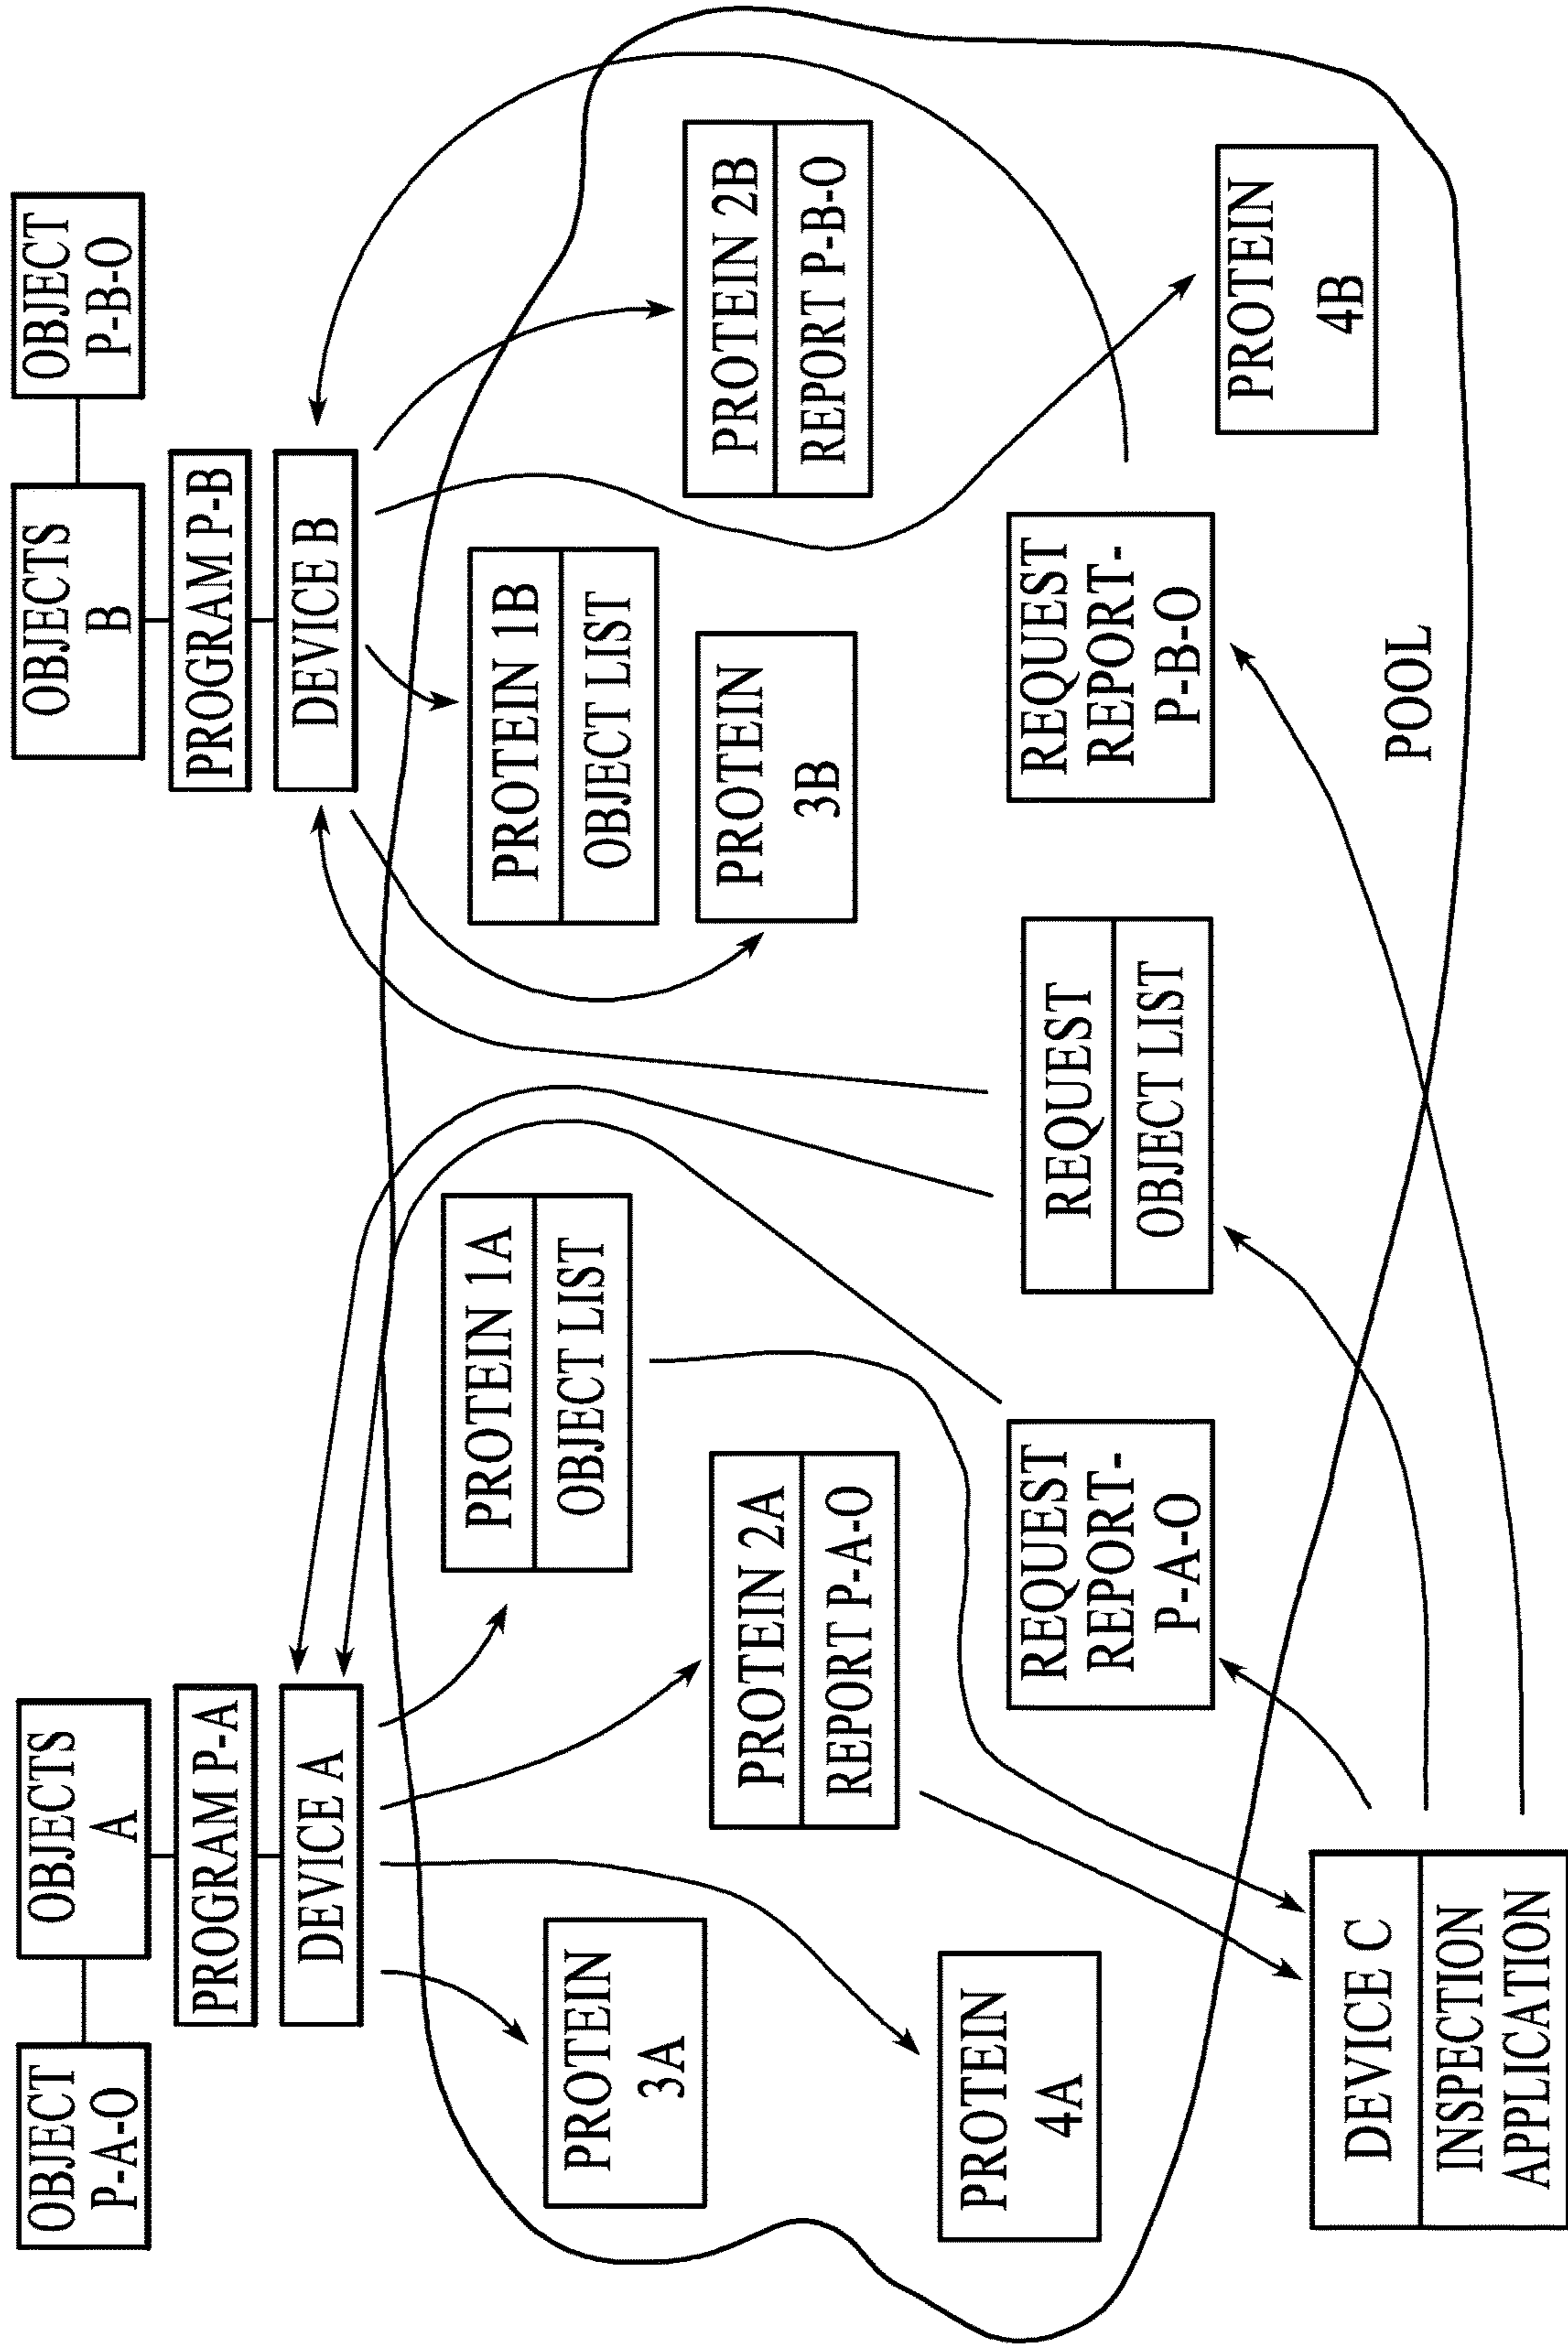 OBJECT
P-A-O
OBJECTS
A
PROGRAM P-A
DEVICE A
OBJECTS
B
OBJECT
P-B-O
PROGRAM P-B
DEVICE B
PROTEIN 1A
OBJECT LIST
PROTEIN 1B
OBJECT LIST
PROTEIN
3A
PROTEIN 2A
REPORT P-A-O
PROTEIN
3B
PROTEIN 2B
REPORT P-B-O
PROTEIN
4A
REQUEST
REPORT-
P-A-O
REQUEST
OBJECT LIST
REQUEST
REPORT-
P-B-O
PROTEIN
4B
DEVICE C
INSPECTION
APPLICATION
POOL